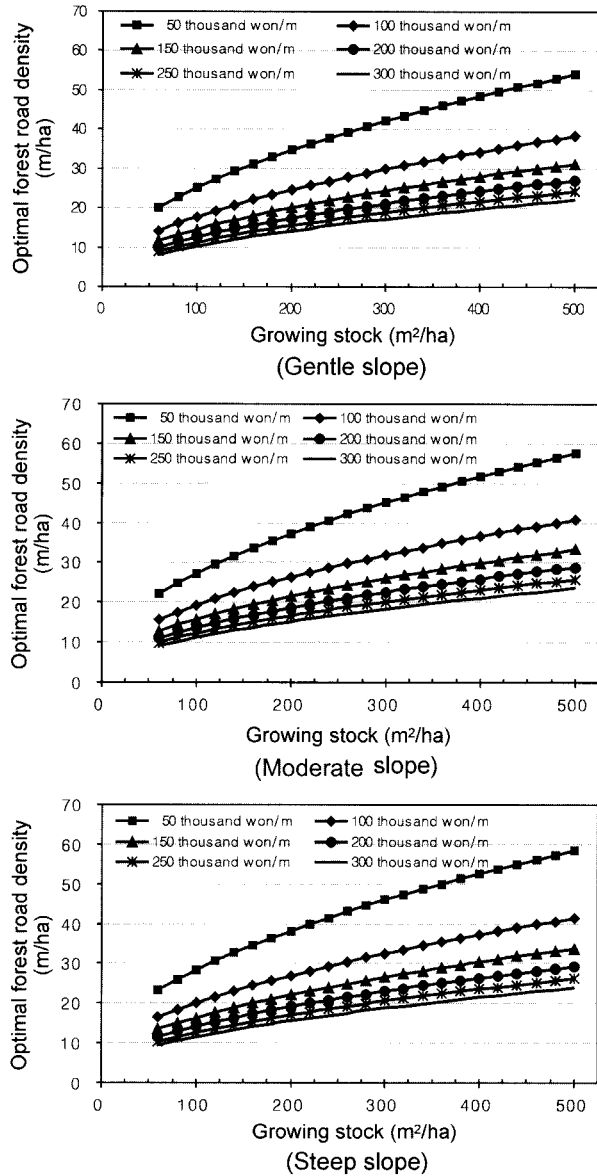 70
60
50
40
30
20
10
0
Optimal forest road density
(m/ha)
50 thousand won/m
100 thousand won/m
150 thousand won/m
200 thousand won/m
250 thousand won/m
300 thousand won/m
0 100 200 300 400 500
Growing stock (m²/ha)
(Gentle slope)
70
60
50
40
30
20
10
0
Optimal forest road density
(m/ha)
50 thousand won/m
100 thousand won/m
150 thousand won/m
200 thousand won/m
250 thousand won/m
300 thousand won/m
0 100 200 300 400 500
Growing stock (m²/ha)
(Moderate slope)
70
60
50
40
30
20
10
0
Optimal forest road density
(m/ha)
50 thousand won/m
100 thousand won/m
150 thousand won/m
200 thousand won/m
250 thousand won/m
300 thousand won/m
0 100 200 300 400 500
Growing stock (m²/ha)
(Steep slope)